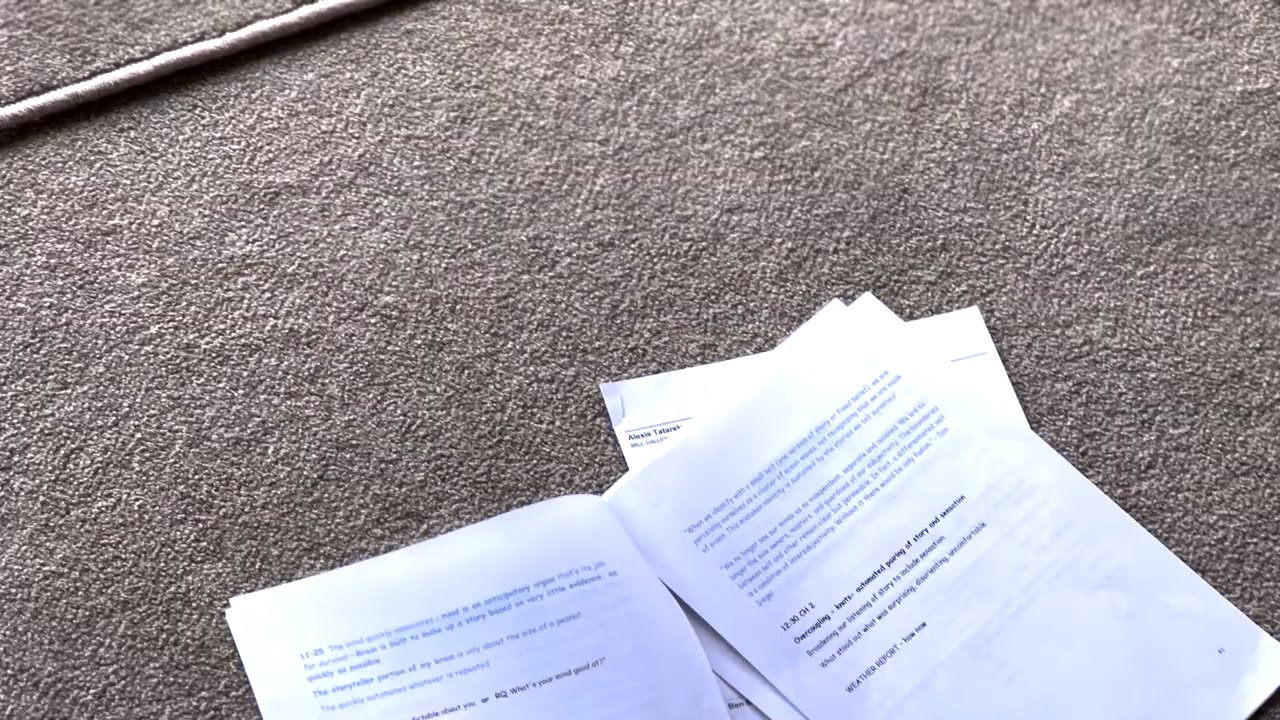 11:25 The mind quickly associates - mind is an anticipatory organ that's its job
for survival - Brain is built to make up a story based on very little evidence, as
quickly as possible
The storyteller portion of my brain is only about the size of a peanut
The quickly automates whatever is repeated
dictable about you or RQ What's your mind good at?"
Alexis Tatarsk
MILL VALLEY
"When we identify with a small self (one version of story or fixed belief), we are
perceiving ourselves as a cluster of ocean waves, not recognizing that we are made
of ocean. This mistaken identity is sustained by the stories we tell ourselves"
"We no longer see our minds as so independent, separate and isolated. We are no
longer the sole owners, masters, and guardians of our subjectivity. The boundaries
between self and other remain clear but permeable. In fact, a differentiated self
is a condition of intersubjectivity. Without it there would be only fusion." - Dan
Siegel
12:30 CH 2
Overcoupling - knots- automated pairing of story and sensation
Broadening our listening of story to include sensation
What stood out what was surprising, disorienting, uncomfortable
WEATHER REPORT - how now
41
Ben